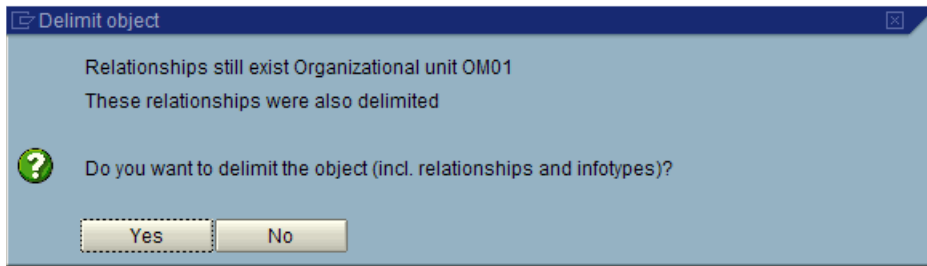 Delimit object
Relationships still exist Organizational unit OM01
These relationships were also delimited
Do you want to delimit the object (incl. relationships and infotypes)?
Yes No